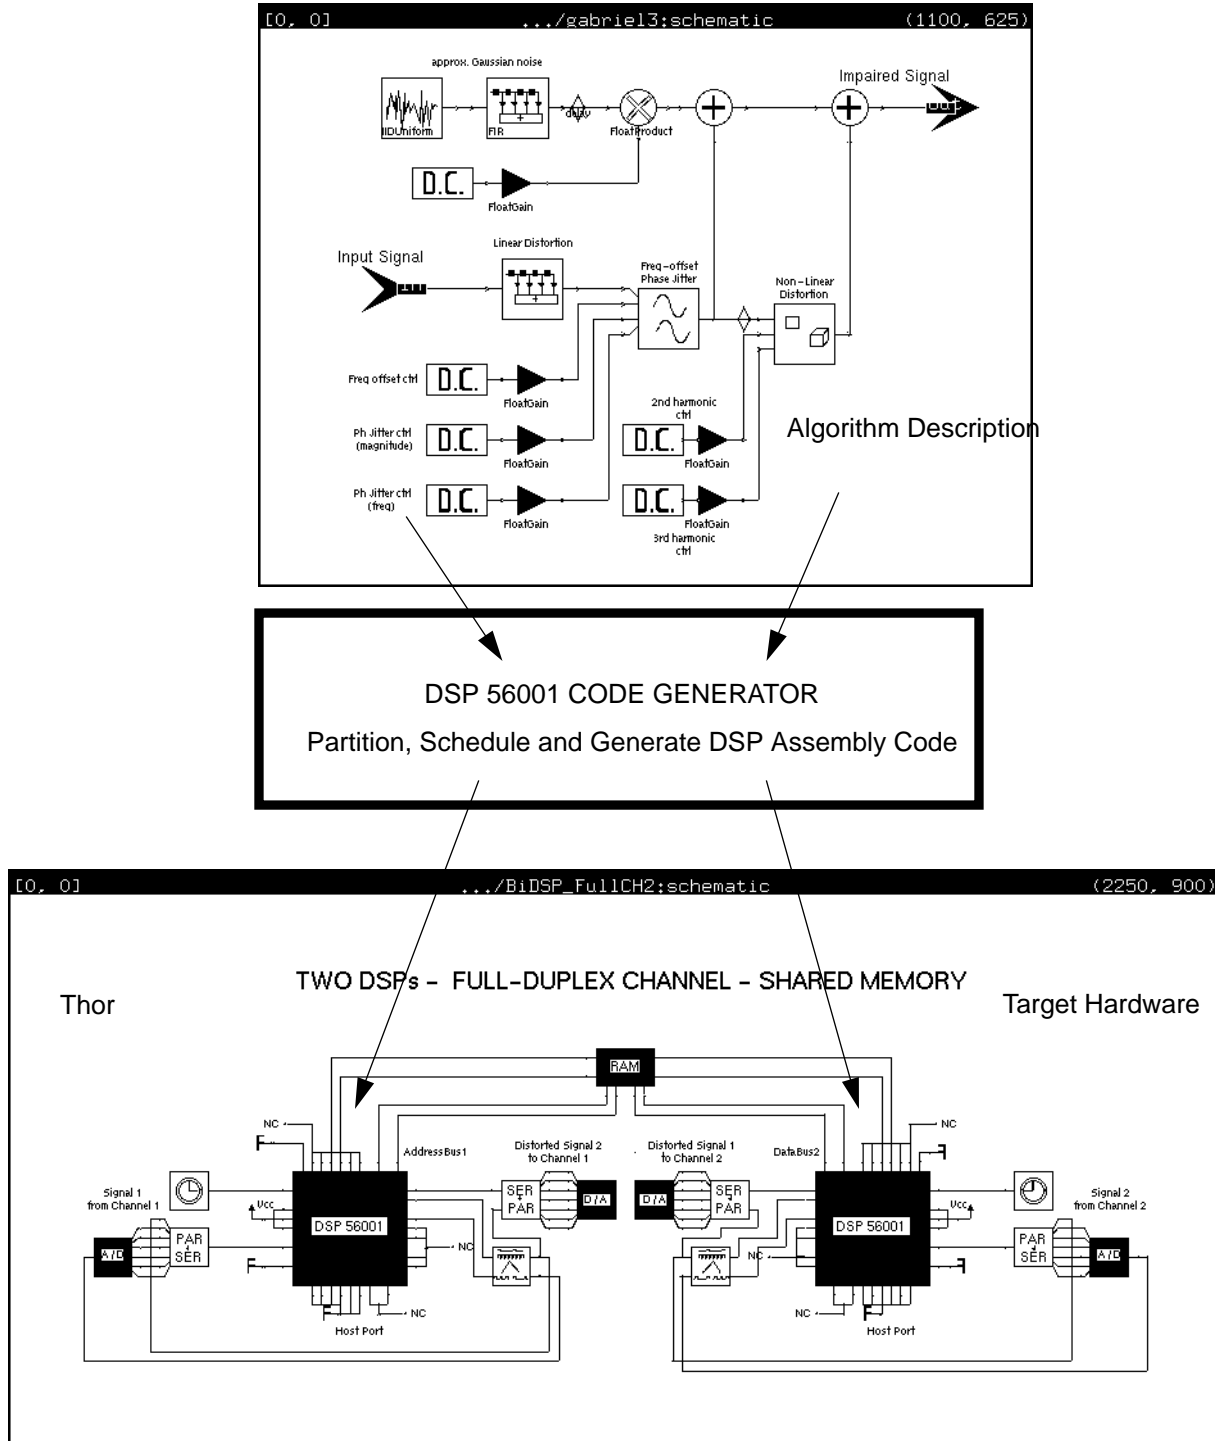 [0, 0] .../gabriel3:schematic (1100, 625)
approx. Gaussian noise
Impaired Signal
IIDUniform
FIR
delay
FloatProduct
OUT
D.C.
FloatGain
Linear Distortion
Input Signal
Freq-offset
Phase Jitter
Non-Linear
Distortion
Freq offset ctrl
D.C.
FloatGain
2nd harmonic
ctrl
Algorithm Description
Ph Jitter ctrl
(magnitude)
D.C.
FloatGain
D.C.
FloatGain
Ph Jitter ctrl
(freq)
D.C.
FloatGain
D.C.
FloatGain
3rd harmonic
ctrl
DSP 56001 CODE GENERATOR
Partition, Schedule and Generate DSP Assembly Code
[0, 0] .../BiDSP_FullCH2:schematic (2250, 900)
TWO DSPs - FULL-DUPLEX CHANNEL - SHARED MEMORY
Thor
Target Hardware
RAM
NC
AddressBus1
Distorted Signal 2
to Channel 1
Distorted Signal 1
to Channel 2
DataBus2
NC
Signal 1
from Channel 1
Vcc
DSP 56001
SER
PAR
D/A
D/A
SER
PAR
DSP 56001
Vcc
Signal 2
from Channel 2
A/D
PAR
SER
NC
NC
PAR
SER
A/D
NC
Host Port
NC
Host Port